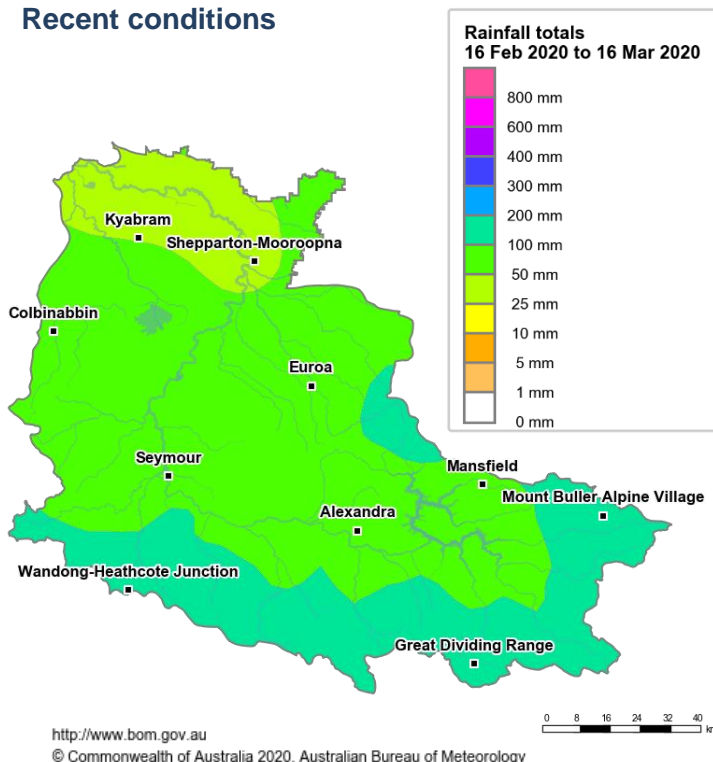 Recent conditions
Rainfall totals
16 Feb 2020 to 16 Mar 2020
800 mm
600 mm
400 mm
300 mm
200 mm
100 mm
50 mm
25 mm
10 mm
5 mm
1 mm
0 mm
Kyabram
Shepparton-Mooroopna
Colbinabbin
Euroa
Seymour
Mansfield
Mount Buller Alpine Village
Alexandra
Wandong-Heathcote Junction
Great Dividing Range
0 8 16 24 32 40
http://www.bom.gov.au
© Commonwealth of Australia 2020, Australian Bureau of Meteorology